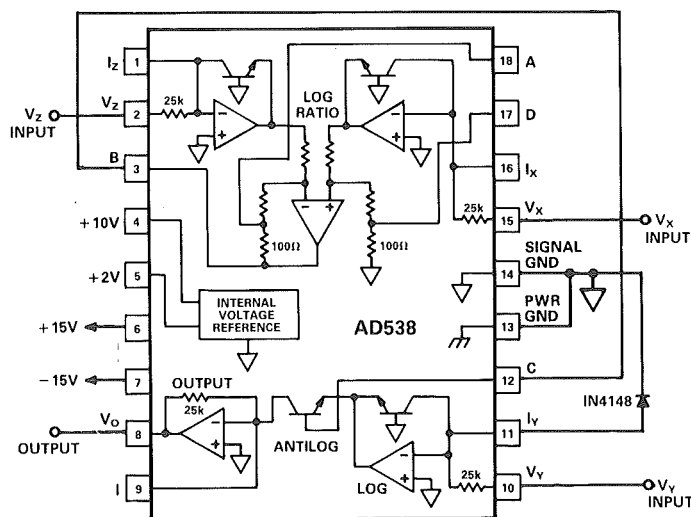 I_Z
1
V_Z
INPUT
V_Z
2
25k
B
3
+10V
4
+2V
5
+15V
6
−15V
7
V_O
8
OUTPUT
I
9
LOG
RATIO
100Ω
100Ω
INTERNAL
VOLTAGE
REFERENCE
AD538
OUTPUT
25k
ANTILOG
LOG
25k
25k
18
A
17
D
16
I_X
15
V_X
V_X
INPUT
14
SIGNAL
GND
13
PWR
GND
12
C
IN4148
11
I_Y
10
V_Y
V_Y
INPUT